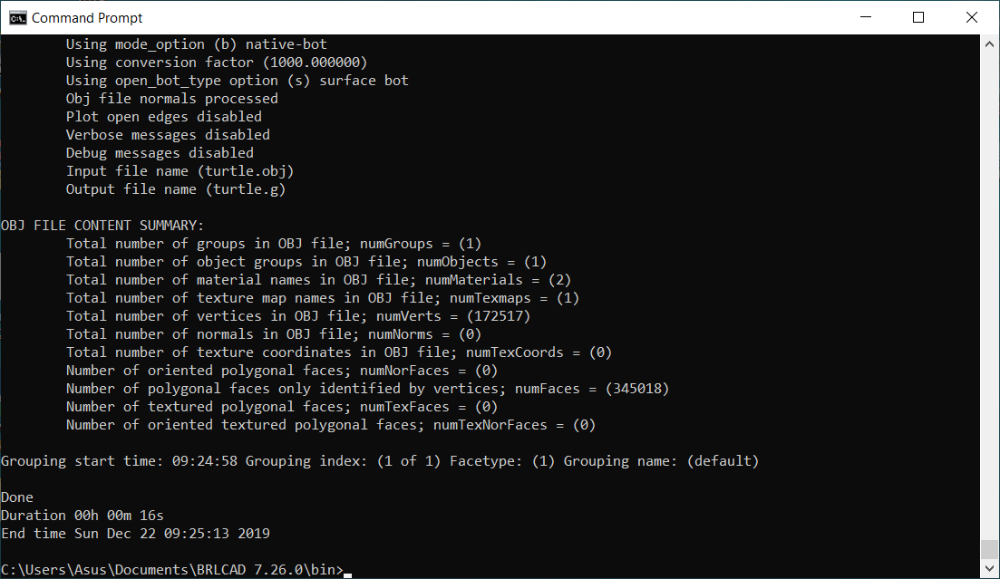 Command Prompt
Using mode_option (b) native-bot
Using conversion factor (1000.000000)
Using open_bot_type option (s) surface bot
Obj file normals processed
Plot open edges disabled
Verbose messages disabled
Debug messages disabled
Input file name (turtle.obj)
Output file name (turtle.g)
OBJ FILE CONTENT SUMMARY:
Total number of groups in OBJ file; numGroups = (1)
Total number of object groups in OBJ file; numObjects = (1)
Total number of material names in OBJ file; numMaterials = (2)
Total number of texture map names in OBJ file; numTexmaps = (1)
Total number of vertices in OBJ file; numVerts = (172517)
Total number of normals in OBJ file; numNorms = (0)
Total number of texture coordinates in OBJ file; numTexCoords = (0)
Number of oriented polygonal faces; numNorFaces = (0)
Number of polygonal faces only identified by vertices; numFaces = (345018)
Number of textured polygonal faces; numTexFaces = (0)
Number of oriented textured polygonal faces; numTexNorFaces = (0)
Grouping start time: 09:24:58 Grouping index: (1 of 1) Facetype: (1) Grouping name: (default)
Done
Duration 00h 00m 16s
End time Sun Dec 22 09:25:13 2019
C:\Users\Asus\Documents\BRLCAD 7.26.0\bin>